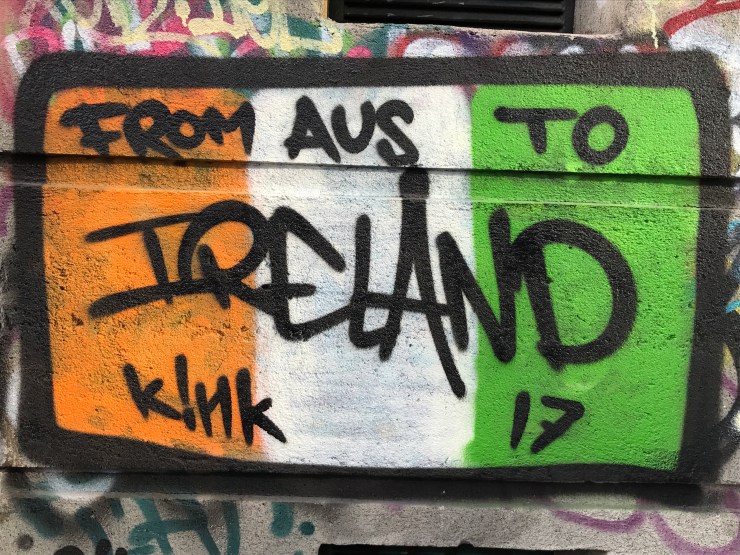 FROM AUS TO
IRELAND
k!nk 17